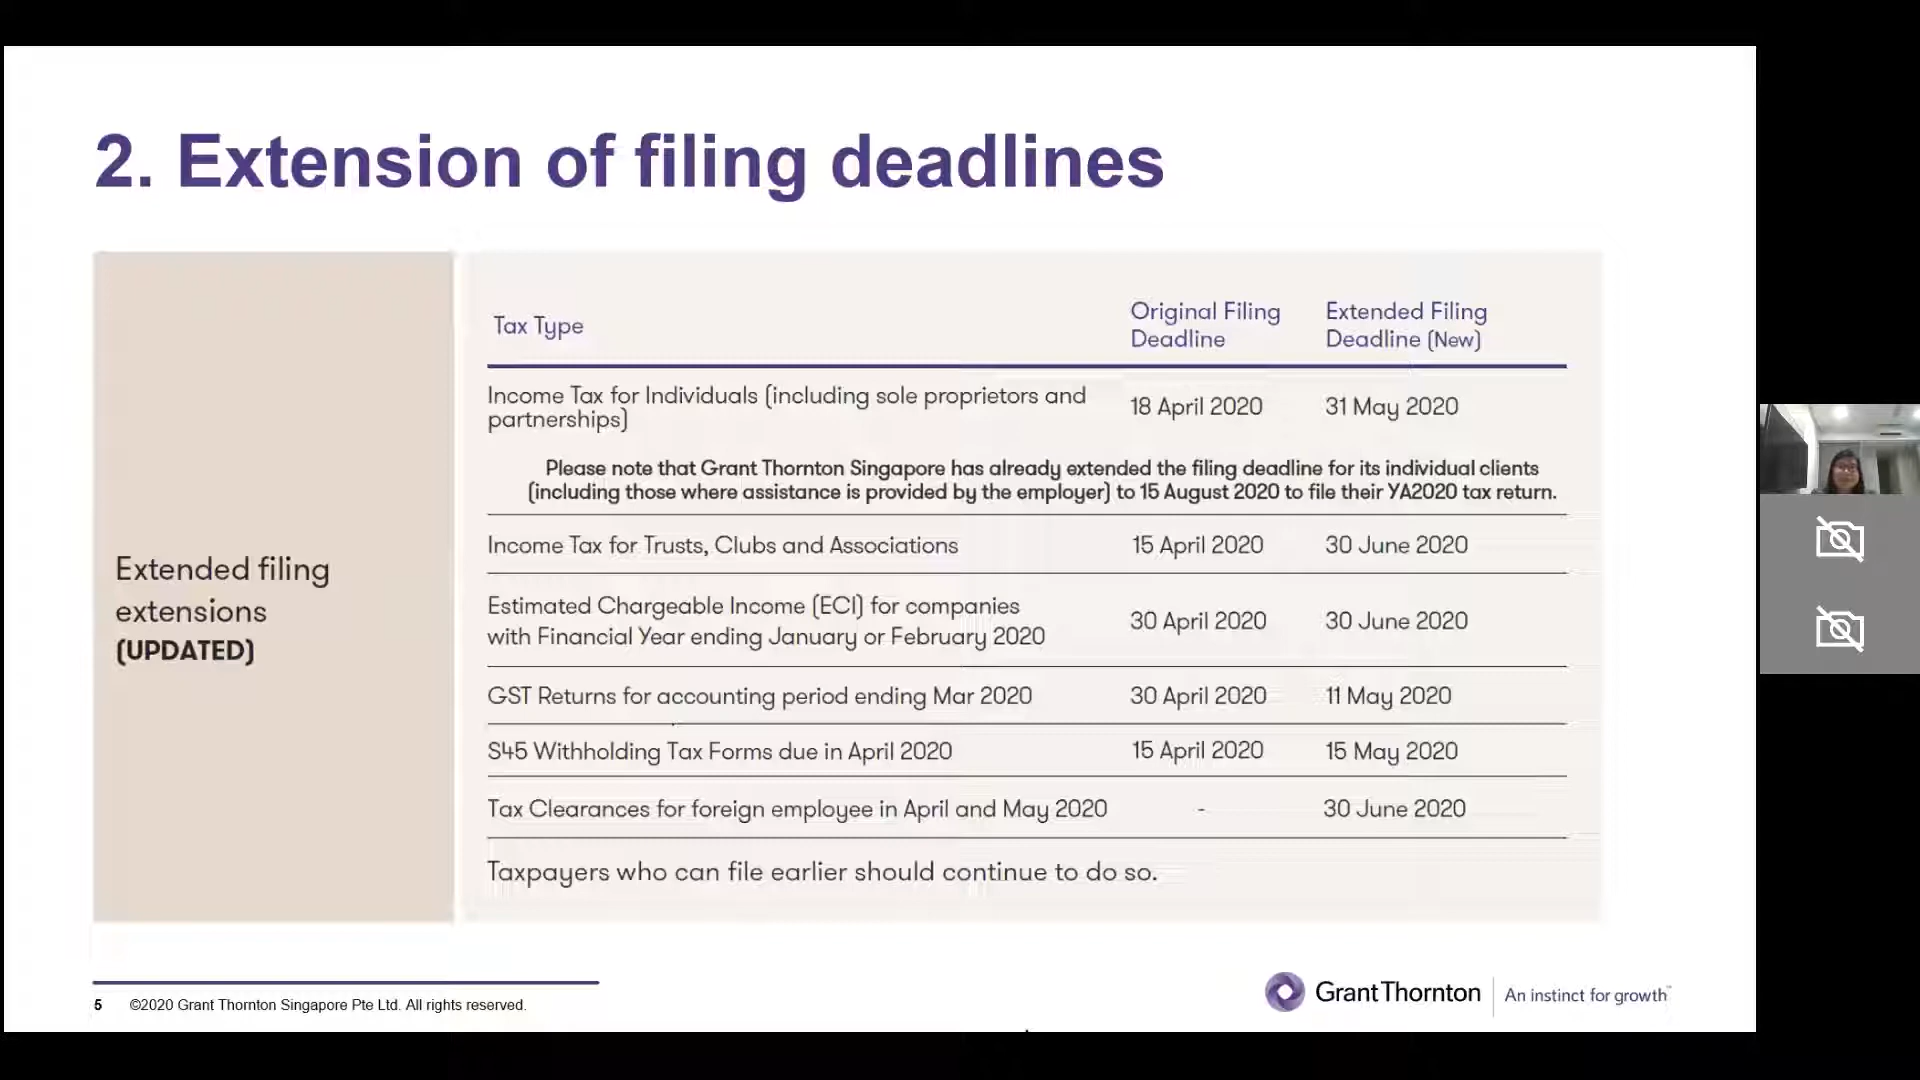 2. Extension of filing deadlines
Extended filing
extensions
(UPDATED)
Tax Type
Original Filing
Deadline
Extended Filing
Deadline (New)
Income Tax for Individuals (including sole proprietors and
partnerships)
18 April 2020
31 May 2020
Please note that Grant Thornton Singapore has already extended the filing deadline for its individual clients
(including those where assistance is provided by the employer) to 15 August 2020 to file their YA2020 tax return.
Income Tax for Trusts, Clubs and Associations
15 April 2020
30 June 2020
Estimated Chargeable Income (ECI) for companies
with Financial Year ending January or February 2020
30 April 2020
30 June 2020
GST Returns for accounting period ending Mar 2020
30 April 2020
11 May 2020
S45 Withholding Tax Forms due in April 2020
15 April 2020
15 May 2020
Tax Clearances for foreign employee in April and May 2020
-
30 June 2020
Taxpayers who can file earlier should continue to do so.
5 ©2020 Grant Thornton Singapore Pte Ltd. All rights reserved.
Grant Thornton
An instinct for growth™